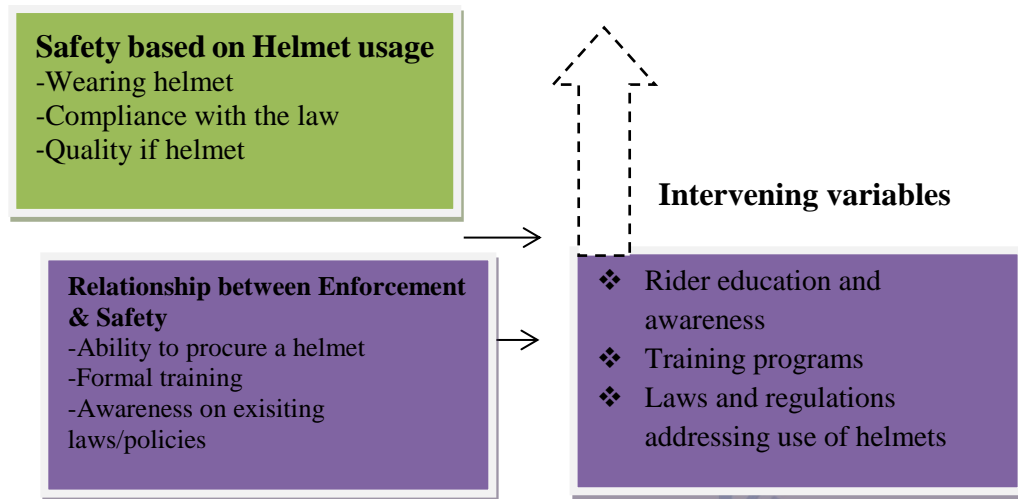 Safety based on Helmet usage
-Wearing helmet
-Compliance with the law
-Quality if helmet
Relationship between Enforcement
& Safety
-Ability to procure a helmet
-Formal training
-Awareness on exisiting
laws/policies
Intervening variables
❖ Rider education and
awareness
❖ Training programs
❖ Laws and regulations
addressing use of helmets